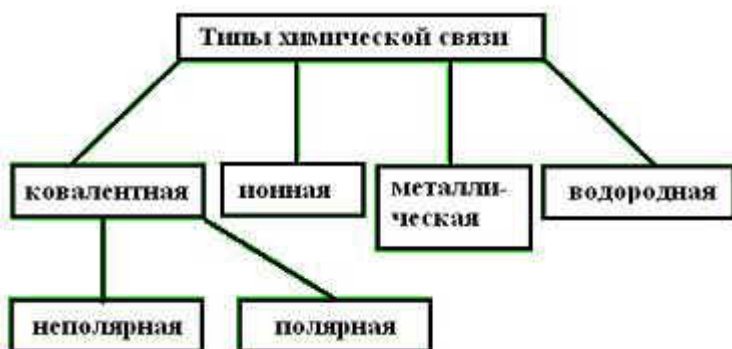 Типы химической связи
ковалентная
ионная
металли-
ческая
водородная
неполярная
полярная